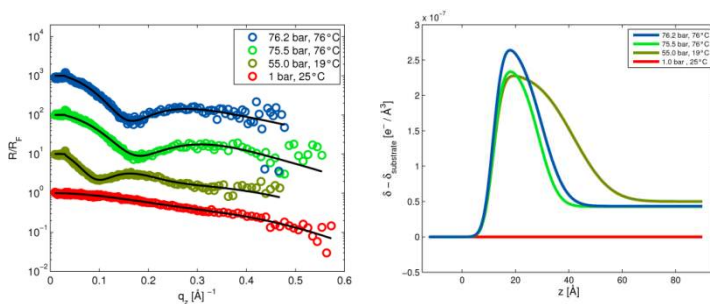 76.2 bar, 76°C
75.5 bar, 76°C
55.0 bar, 19°C
1 bar, 25°C
R/R_F
10^4
10^3
10^2
10^1
10^0
10^-1
10^-2
0 0.1 0.2 0.3 0.4 0.5 0.6
q_z [Å]^-1
x 10^-7
76.2 bar, 76°C
75.5 bar, 76°C
55.0 bar, 19°C
1.0 bar, 25°C
δ - δ_substrate [e^- / Å^3]
3
2.5
2
1.5
1
0.5
0
-0.5
0 20 40 60 80
z [Å]